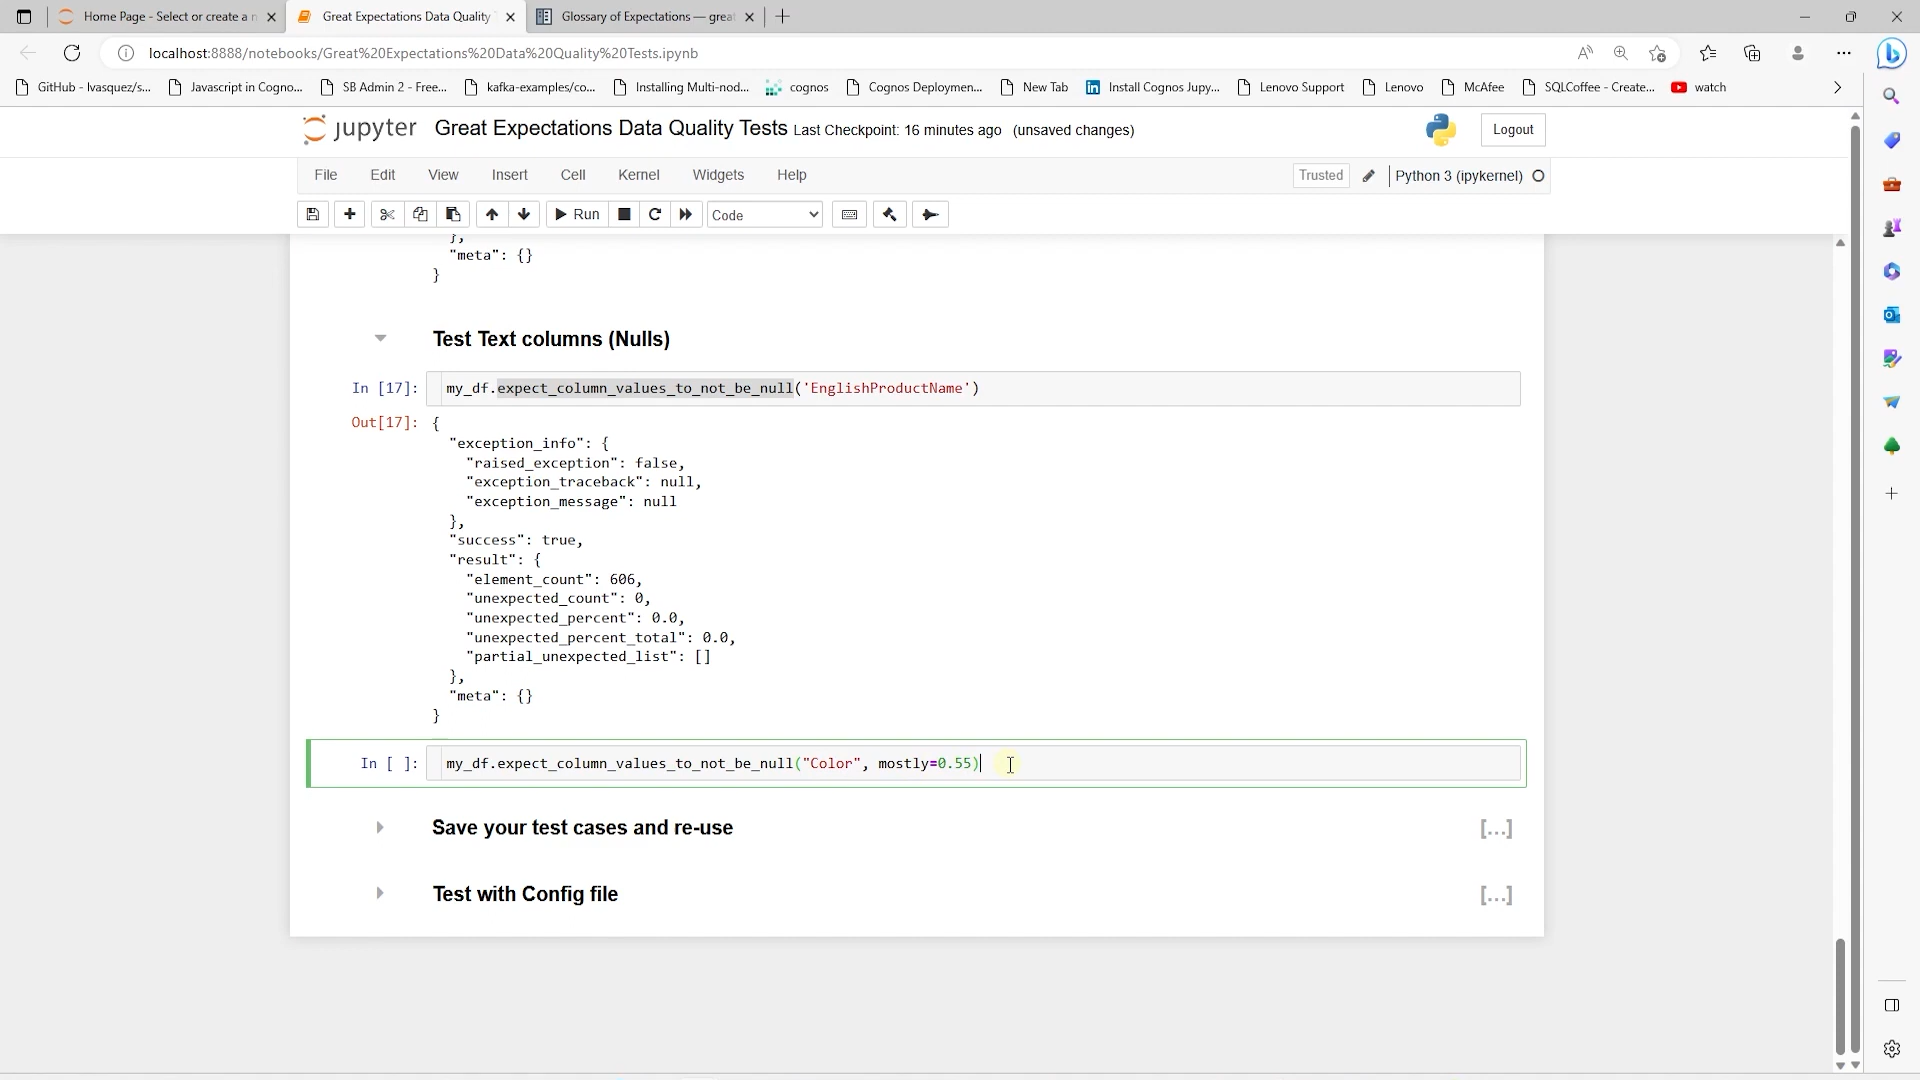 Home Page - Select or create a n
Great Expectations Data Quality
Glossary of Expectations — great
localhost:8888/notebooks/Great%20Expectations%20Data%20Quality%20Tests.ipynb
GitHub - lvasquez/s...
Javascript in Cogno...
SB Admin 2 - Free...
kafka-examples/co...
Installing Multi-nod...
cognos
Cognos Deploymen...
New Tab
Install Cognos Jupy...
Lenovo Support
Lenovo
McAfee
SQLCoffee - Create...
watch
jupyter Great Expectations Data Quality Tests Last Checkpoint: 16 minutes ago (unsaved changes)
Logout
File Edit View Insert Cell Kernel Widgets Help
Trusted
Python 3 (ipykernel)
Run
Code
},
"meta": {}
}
Test Text columns (Nulls)
In [17]: my_df.expect_column_values_to_not_be_null('EnglishProductName')
Out[17]: {
"exception_info": {
"raised_exception": false,
"exception_traceback": null,
"exception_message": null
},
"success": true,
"result": {
"element_count": 606,
"unexpected_count": 0,
"unexpected_percent": 0.0,
"unexpected_percent_total": 0.0,
"partial_unexpected_list": []
},
"meta": {}
}
In [ ]: my_df.expect_column_values_to_not_be_null("Color", mostly=0.55)
Save your test cases and re-use
[...]
Test with Config file
[...]